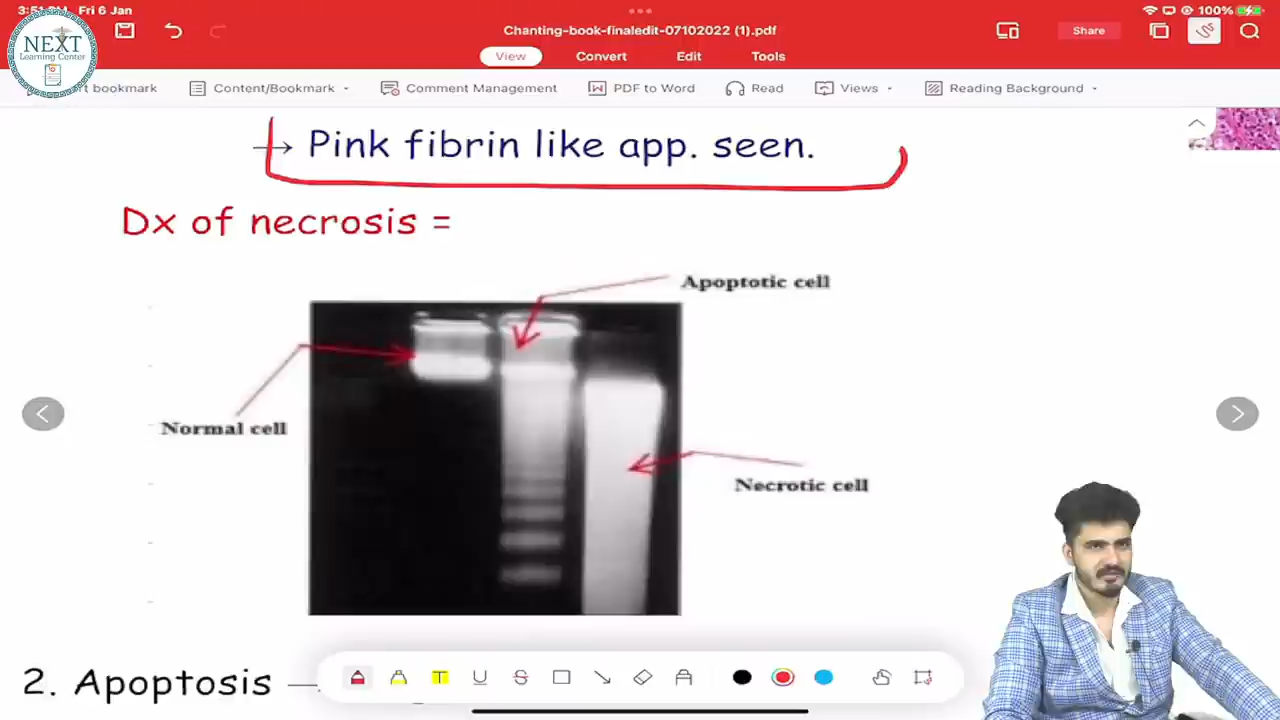 3:51 PM Fri 6 Jan
100%
NEXT
Learning Center
Chanting-book-finaledit-07102022 (1).pdf
Share
View
Convert
Edit
Tools
bookmark
Content/Bookmark
Comment Management
PDF to Word
Read
Views
Reading Background
→ Pink fibrin like app. seen.
Dx of necrosis =
Apoptotic cell
Normal cell
Necrotic cell
2. Apoptosis —
T
U
S